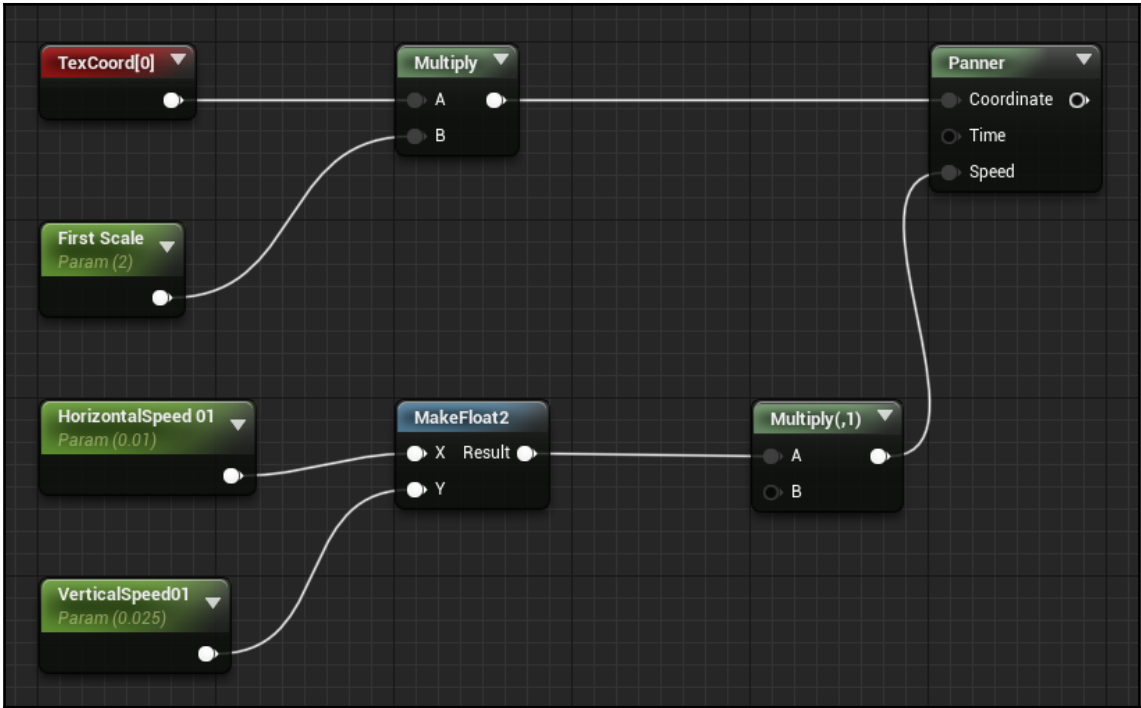 TexCoord[0]
Multiply
A
B
Panner
Coordinate
Time
Speed
First Scale
Param (2)
HorizontalSpeed 01
Param (0.01)
MakeFloat2
X Result
Y
Multiply(,1)
A
B
VerticalSpeed01
Param (0.025)